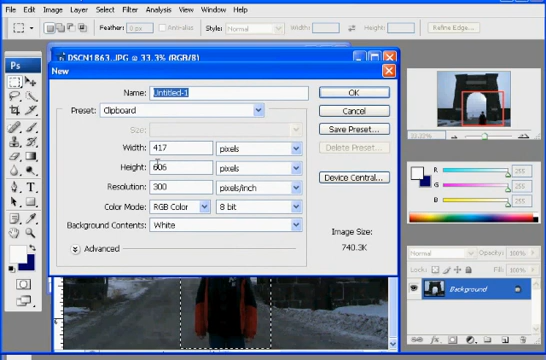 File Edit Image Layer Select Filter Analysis View Window Help
Feather: 0 px Anti-alias Style: Normal Width: Height: Refine Edge...
DSCN1863.JPG @ 33.3% (RGB/8)
New
Name: Untitled-1 OK
Preset: Clipboard Cancel
Size: Save Preset...
Width: 417 pixels Delete Preset...
Height: 606 pixels
Resolution: 300 pixels/inch Device Central...
Color Mode: RGB Color 8 bit
Background Contents: White Image Size:
740.3K
Advanced
Ps
R 255
G 255
B 255
Normal Opacity: 100%
Lock: Fill: 100%
Background